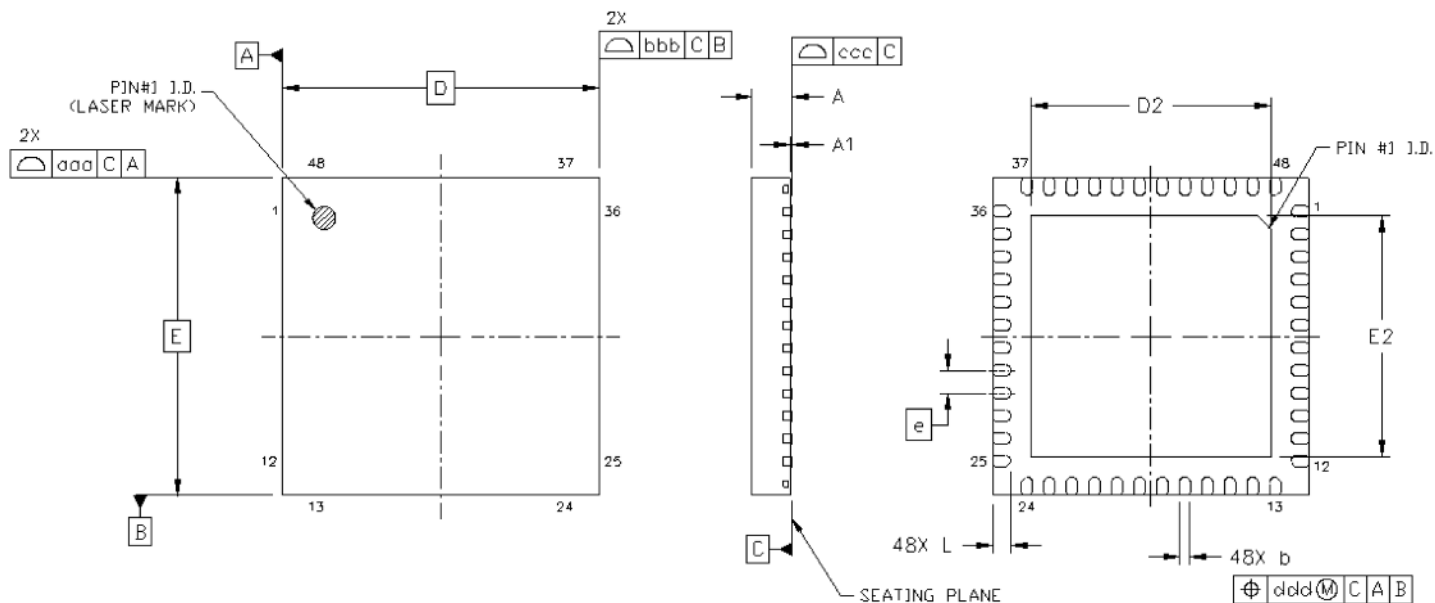 2X
bbb C B
A
D
PIN#1 I.D.
(LASER MARK)
2X
aaa C A
48
37
1
36
E
12
25
13
24
B
ccc C
A
A1
C
SEATING PLANE
D2
PIN #1 I.D.
37
48
36
1
E2
e
25
12
24
13
48X L
48X b
ddd Ⓜ C A B